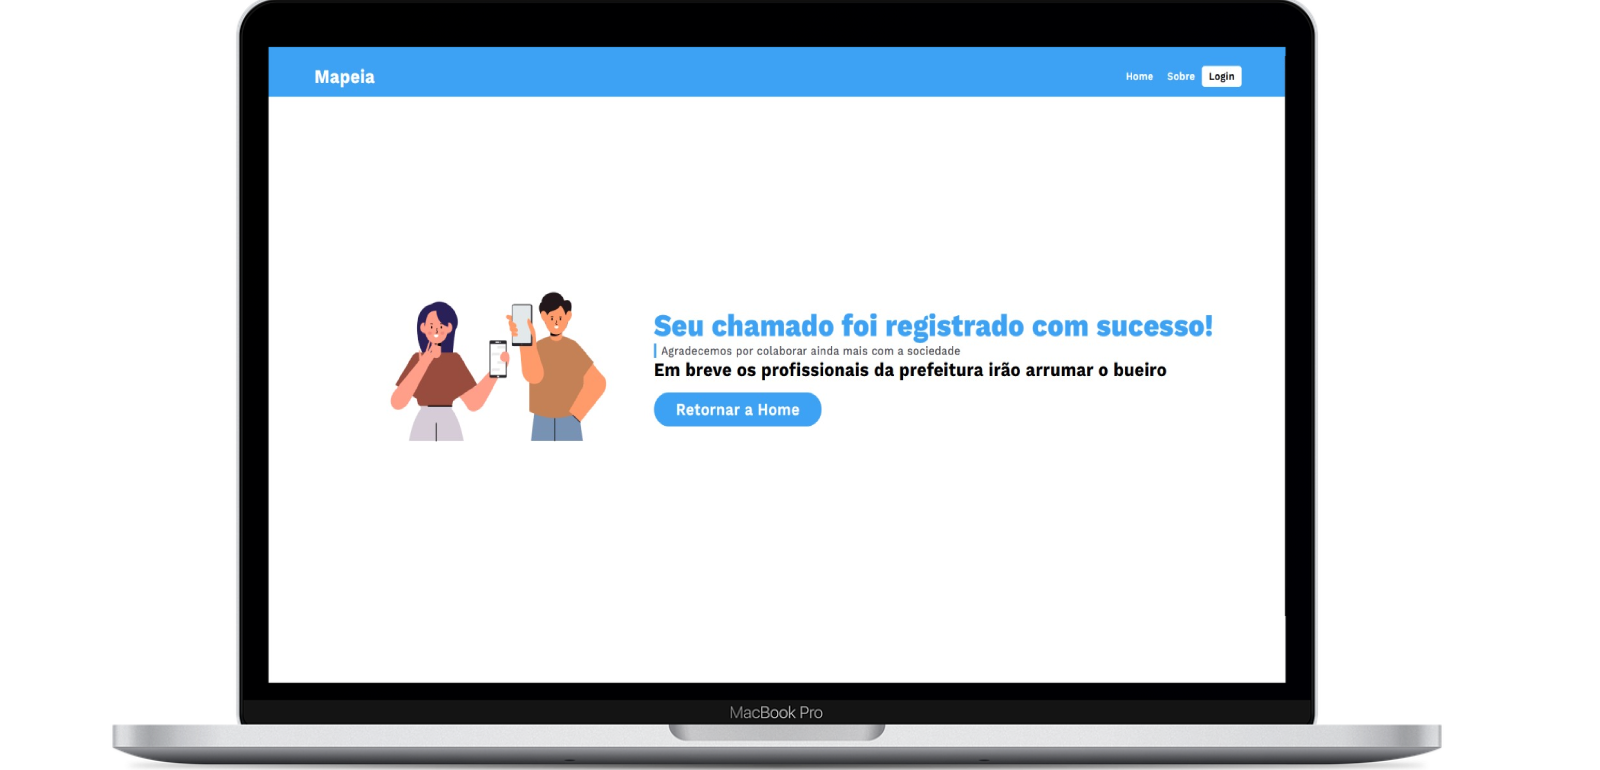 Mapeia
Home Sobre Login
Seu chamado foi registrado com sucesso!
Agradecemos por colaborar ainda mais com a sociedade
Em breve os profissionais da prefeitura irão arrumar o bueiro
Retornar a Home
MacBook Pro